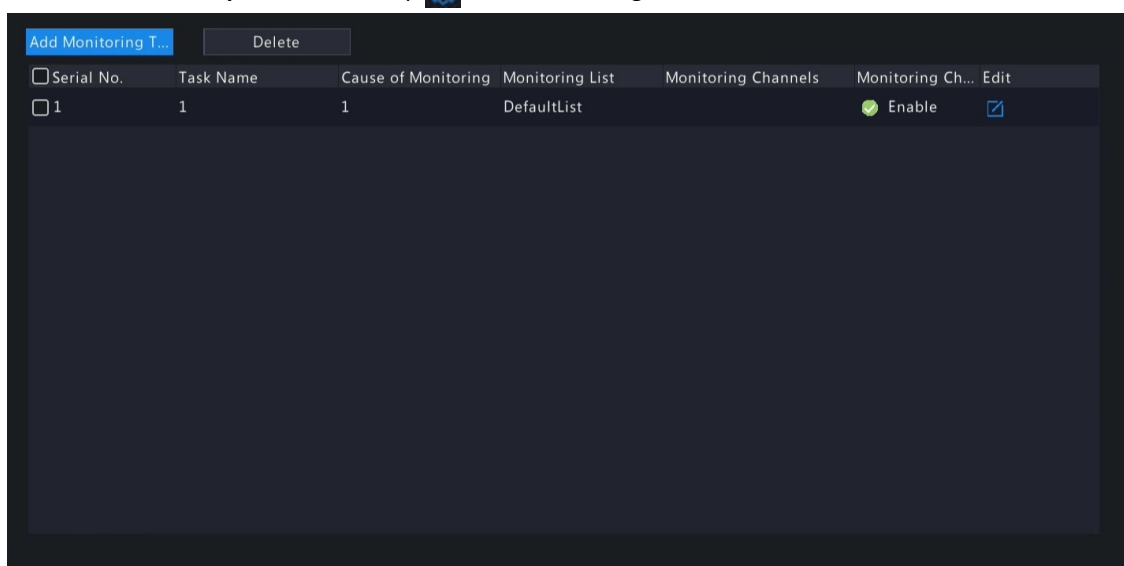 Add Monitoring T... Delete
Serial No. Task Name Cause of Monitoring Monitoring List Monitoring Channels Monitoring Ch... Edit
1 1 1 DefaultList Enable